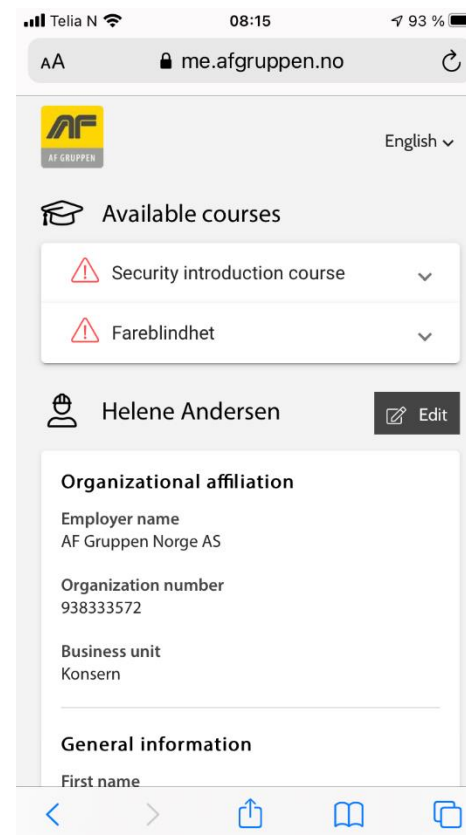 Telia N 08:15 93 %
AA me.afgruppen.no
AF
AF GRUPPEN
English
Available courses
Security introduction course
Fareblindhet
Helene Andersen Edit
Organizational affiliation
Employer name
AF Gruppen Norge AS
Organization number
938333572
Business unit
Konsern
General information
First name